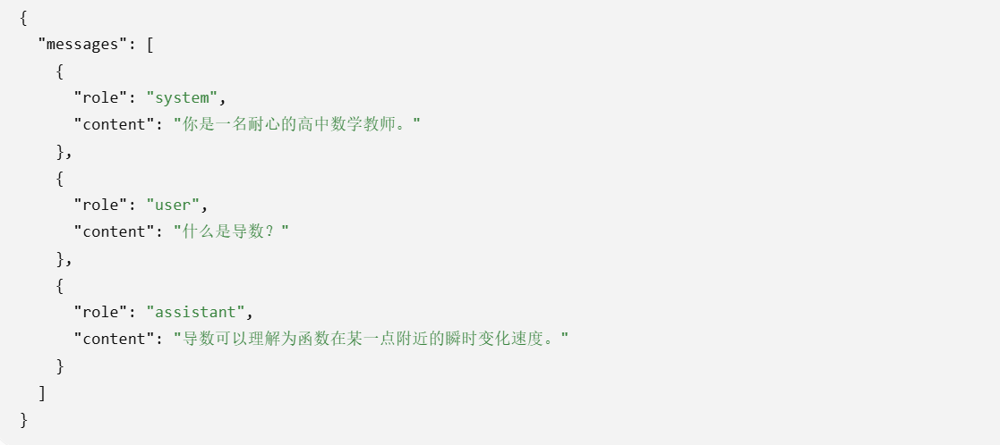 {
  "messages": [
    {
      "role": "system",
      "content": "你是一名耐心的高中数学教师。"
    },
    {
      "role": "user",
      "content": "什么是导数？"
    },
    {
      "role": "assistant",
      "content": "导数可以理解为函数在某一点附近的瞬时变化速度。"
    }
  ]
}